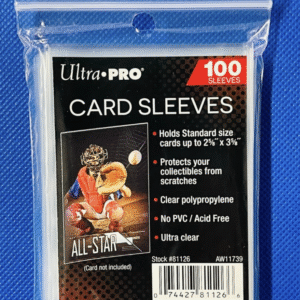 Ultra•PRO®
100
SLEEVES
CARD SLEEVES
• Holds Standard size
cards up to 2⅝" x 3⅝"
• Protects your
collectibles from
scratches
• Clear polypropylene
• No PVC / Acid Free
• Ultra clear
ALL-STAR
(Card not included)
Stock #81126
AW11739
0 74427 81126